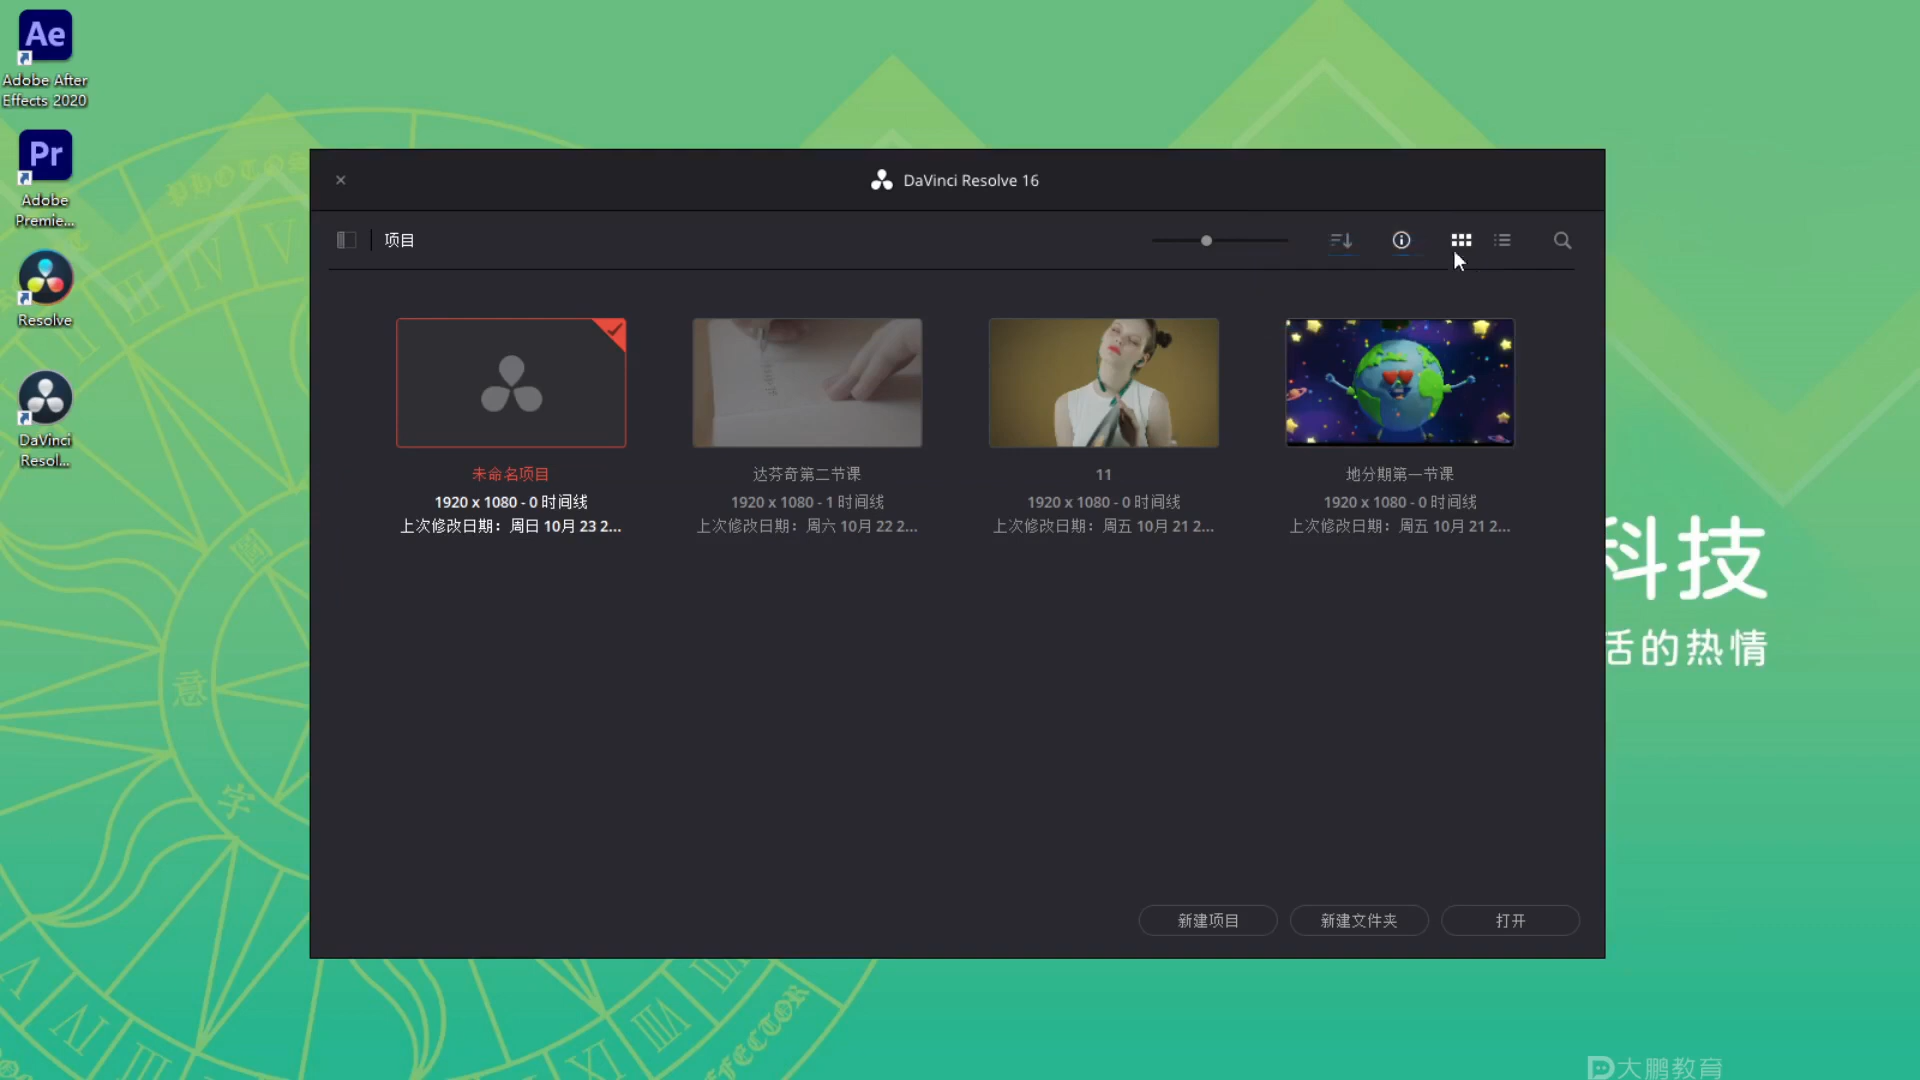 Ae
Adobe After
Effects 2020
Pr
Adobe
Premie...
Resolve
DaVinci
Resol...
DaVinci Resolve 16
项目
未命名项目
1920 x 1080 - 0 时间线
上次修改日期：周日 10月 23 2...
达芬奇第二节课
1920 x 1080 - 1 时间线
上次修改日期：周六 10月 22 2...
11
1920 x 1080 - 0 时间线
上次修改日期：周五 10月 21 2...
地分期第一节课
1920 x 1080 - 0 时间线
上次修改日期：周五 10月 21 2...
新建项目
新建文件夹
打开
科技
活的热情
意
字
圖
大鹏教育